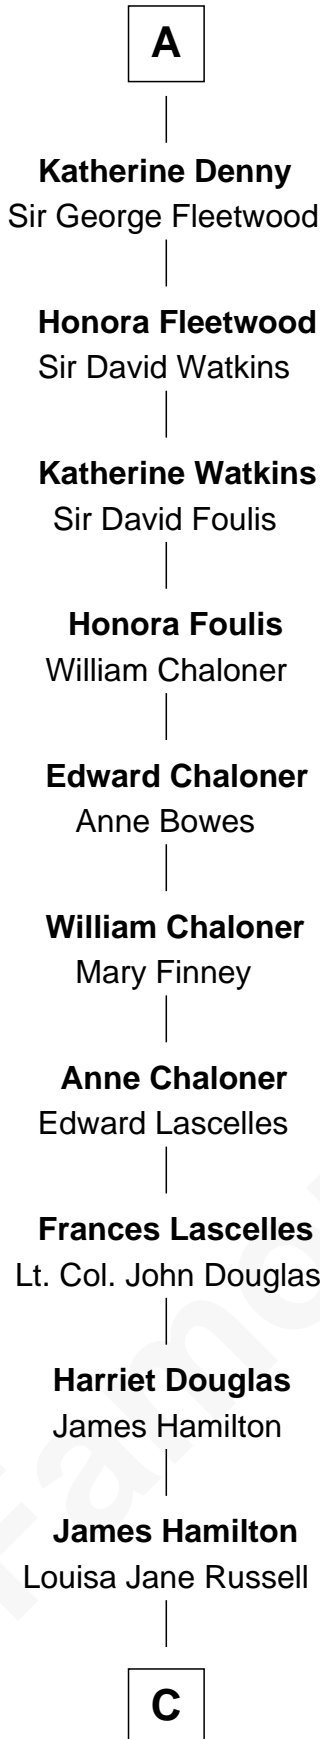 A
Katherine Denny
Sir George Fleetwood
Honora Fleetwood
Sir David Watkins
Katherine Watkins
Sir David Foulis
Honora Foulis
William Chaloner
Edward Chaloner
Anne Bowes
William Chaloner
Mary Finney
Anne Chaloner
Edward Lascelles
Frances Lascelles
Lt. Col. John Douglas
Harriet Douglas
James Hamilton
James Hamilton
Louisa Jane Russell
C